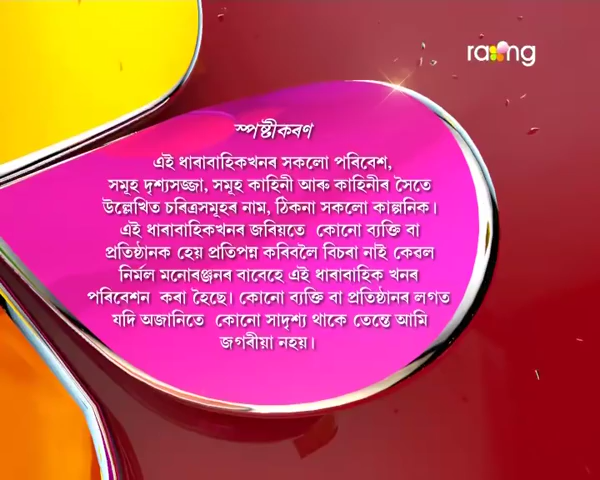 rang
স্পষ্টীকৰণ
এই ধাৰাবাহিকখনৰ সকলো পৰিবেশ,
সমূহ দৃশ্যসজ্জা, সমূহ কাহিনী আৰু কাহিনীৰ সৈতে
উল্লেখিত চৰিত্ৰসমূহৰ নাম, ঠিকনা সকলো কাল্পনিক।
এই ধাৰাবাহিকখনৰ জৰিয়তে কোনো ব্যক্তি বা
প্ৰতিষ্ঠানক হেয় প্ৰতিপন্ন কৰিবলৈ বিচৰা নাই কেৱল
নিৰ্মল মনোৰঞ্জনৰ বাবেহে এই ধাৰাবাহিক খনৰ
পৰিবেশন কৰা হৈছে। কোনো ব্যক্তি বা প্ৰতিষ্ঠানৰ লগত
যদি অজানিতে কোনো সাদৃশ্য থাকে তেন্তে আমি
জগৰীয়া নহয়।